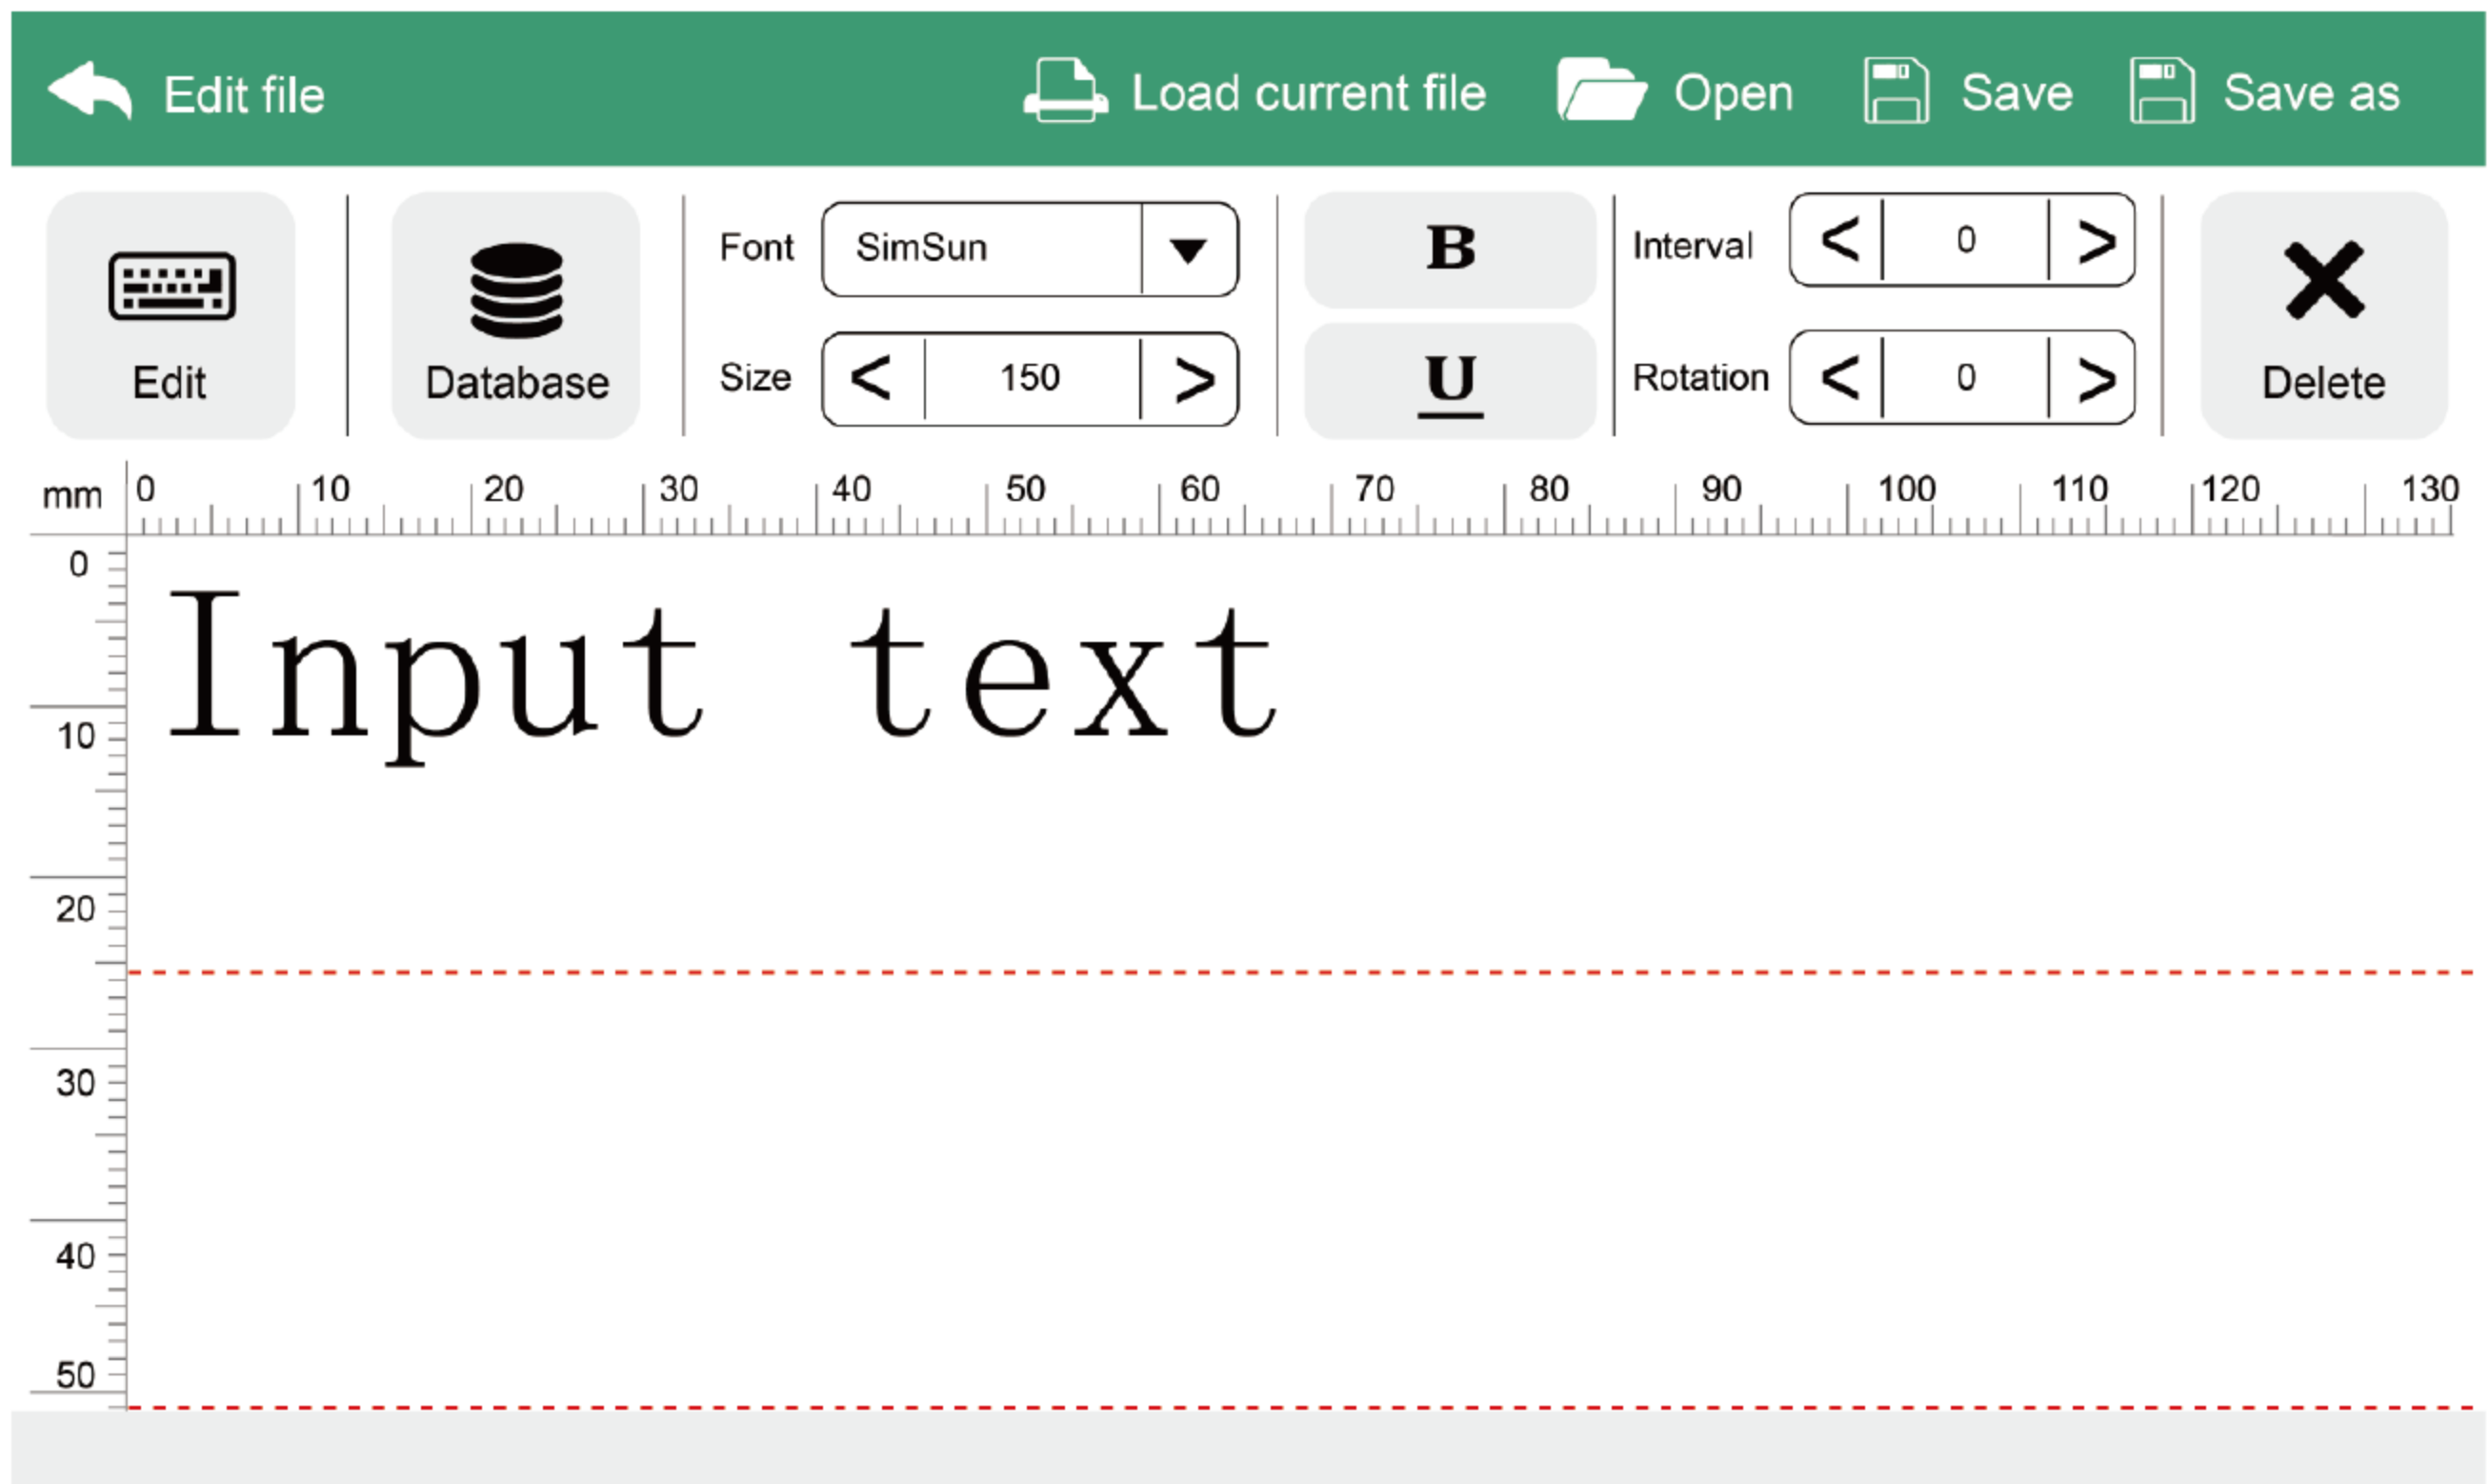 Edit file Load current file Open Save Save as
Font SimSun B Interval < 0 >
Edit Database Size < 150 > U Rotation < 0 > Delete
mm 0 10 20 30 40 50 60 70 80 90 100 110 120 130
0
Input text
10
20
30
40
50